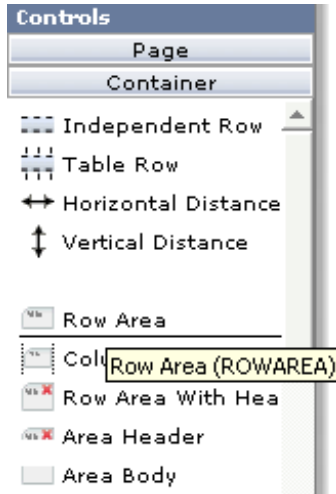 Controls
Page
Container
Independent Row
Table Row
Horizontal Distance
Vertical Distance
Row Area
Colu
Row Area (ROWAREA)
Row Area With Hea
Area Header
Area Body